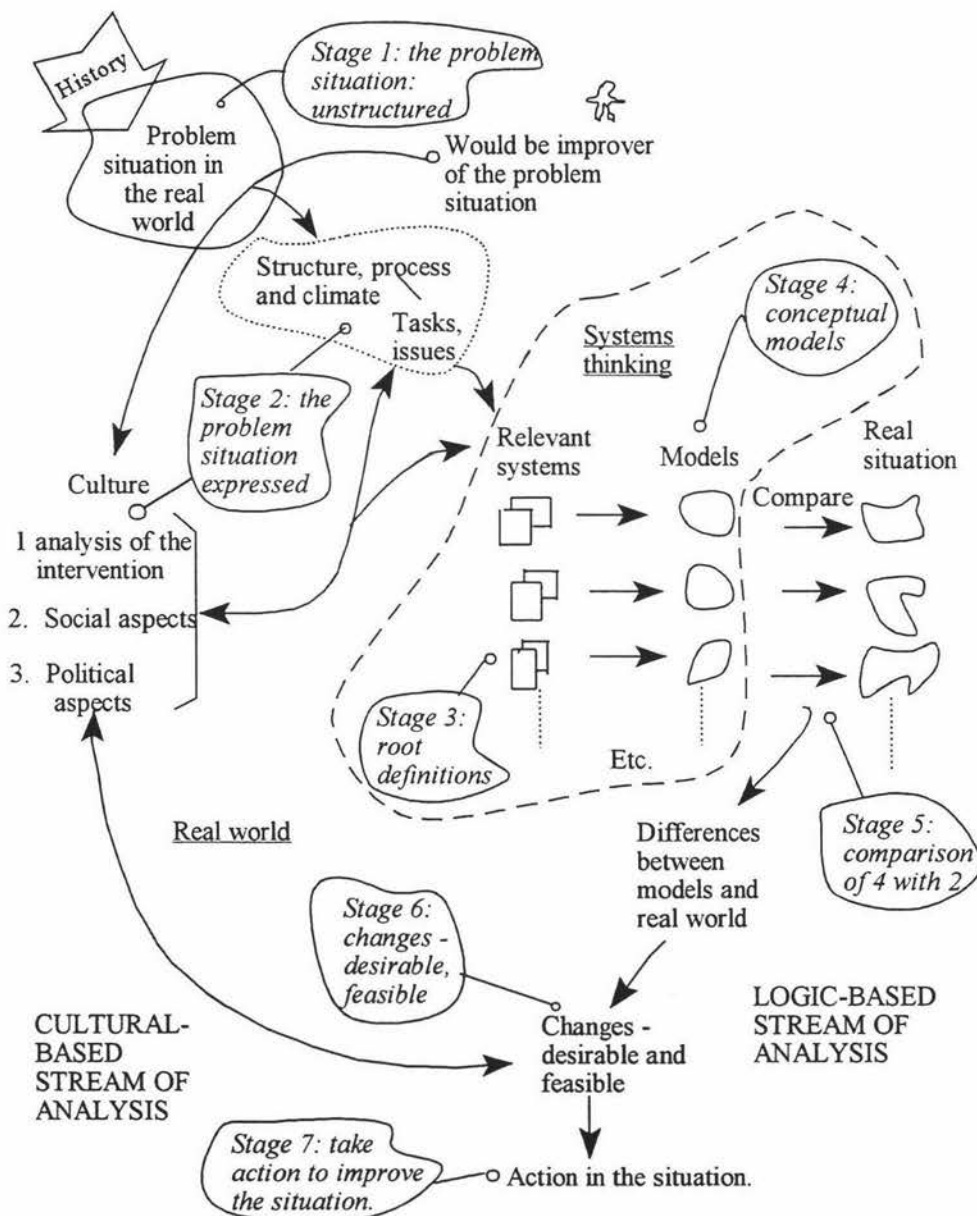 History
Stage 1: the problem
situation:
unstructured
Problem
situation in
the real
world
Would be improver
of the problem
situation
Structure, process
and climate
Tasks,
issues
Stage 2: the
problem
situation
expressed
Culture
1 analysis of the
intervention
2. Social aspects
3. Political
aspects
Systems
thinking
Stage 4:
conceptual
models
Relevant
systems
Models
Real
situation
Compare
Stage 3:
root
definitions
Etc.
Real world
Differences
between
models and
real world
Stage 5:
comparison
of 4 with 2
Stage 6:
changes -
desirable,
feasible
CULTURAL-
BASED
STREAM OF
ANALYSIS
Changes -
desirable and
feasible
LOGIC-BASED
STREAM OF
ANALYSIS
Stage 7: take
action to improve
the situation.
Action in the situation.